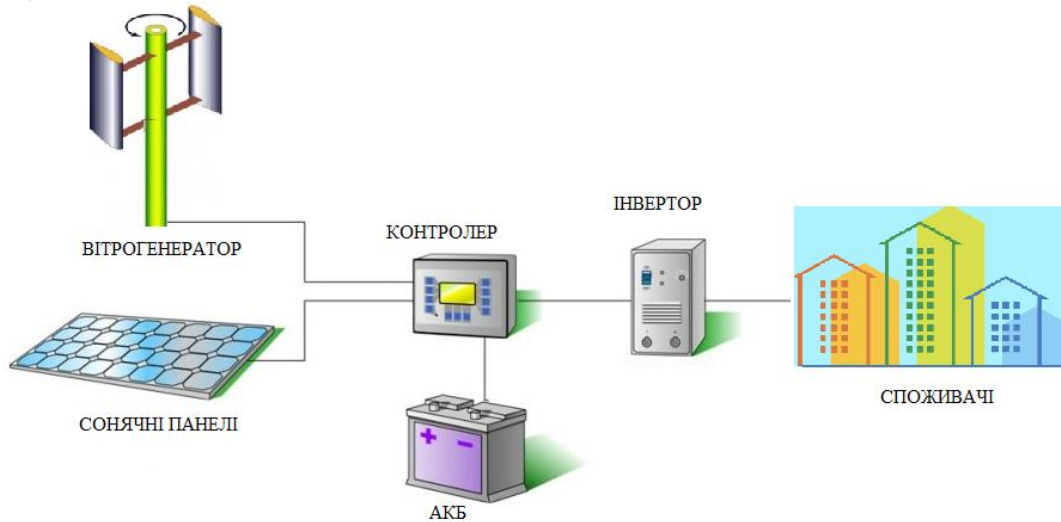 ВІТРОГЕНЕРАТОР
КОНТРОЛЕР
ІНВЕРТОР
СОНЯЧНІ ПАНЕЛІ
АКБ
СПОЖИВАЧІ